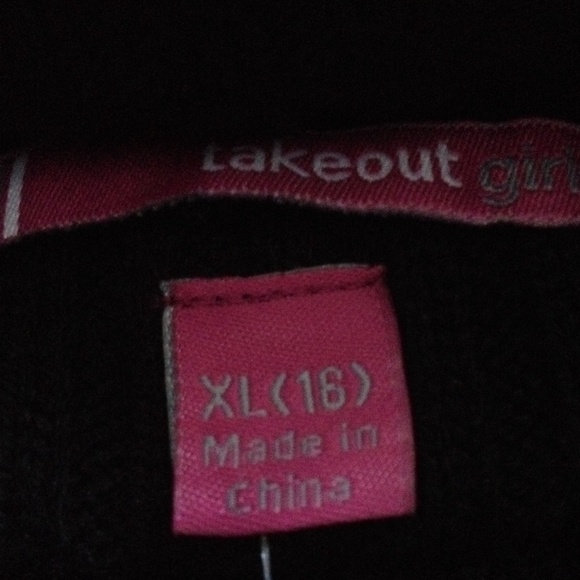 takeout girl
XL(16)
Made in
China